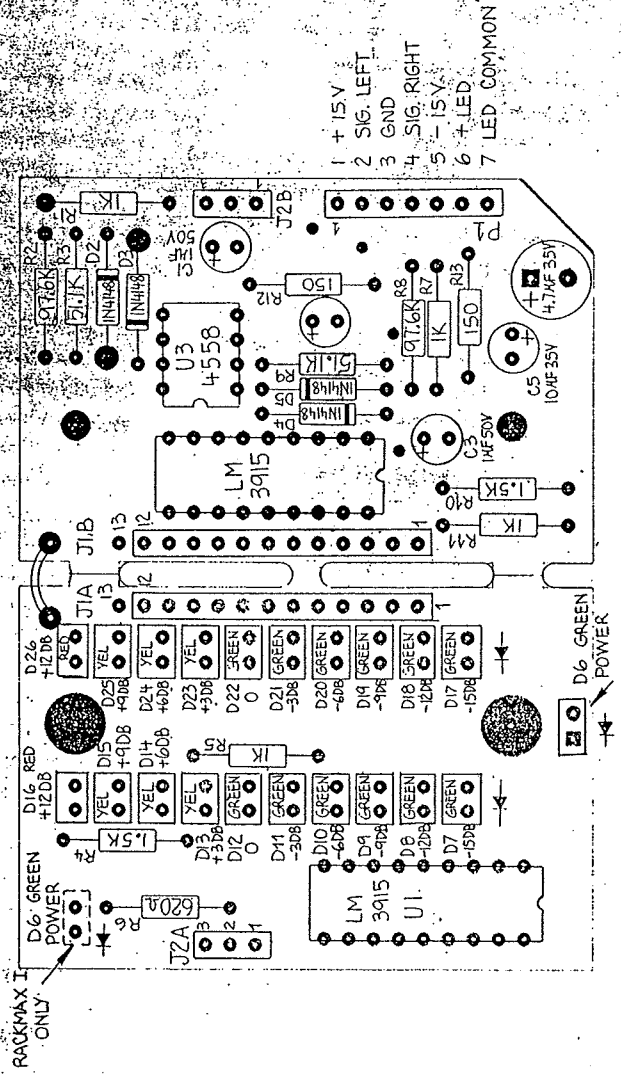 1 + 15V
2 SIG. LEFT
3 GND
4 SIG. RIGHT
5 -15V
6 + LED
7 LED COMMON
R1
1K
R2
97.6K
R3
51.1K
D2
1N4148
D3
1N4148
J2B
1
C1
1MF
50V
P1
1
U3
4558
R12
150
R8
97.6K
R7
1K
R13
150
R9
51.1K
D5
1N4148
D4
1N4148
+
4.7MF 35V
C5
10MF 35V
C3
1MF 50V
LM
3915
R10
1.5K
R11
1K
J1B
13
12
1
J1A
13
12
1
D26
+12DB
RED
D25
+9DB
YEL
D24
+6DB
YEL
D23
+3DB
YEL
D22
0
GREEN
D21
-3DB
GREEN
D20
-6DB
GREEN
D19
-9DB
GREEN
D18
-12DB
GREEN
D17
-15DB
GREEN
D6 GREEN
POWER
R5
1K
D16 RED
+12DB
D15
+9DB
YEL
D14
+6DB
YEL
D13
+3DB
YEL
D12
0
GREEN
D11
-3DB
GREEN
D10
-6DB
GREEN
D9
-9DB
GREEN
D8
-12DB
GREEN
D7
-15DB
GREEN
R4
1.5K
D6 GREEN
POWER
R6
620Ω
J2A
3
2
1
LM
3915
U1
RACKMAX I
ONLY